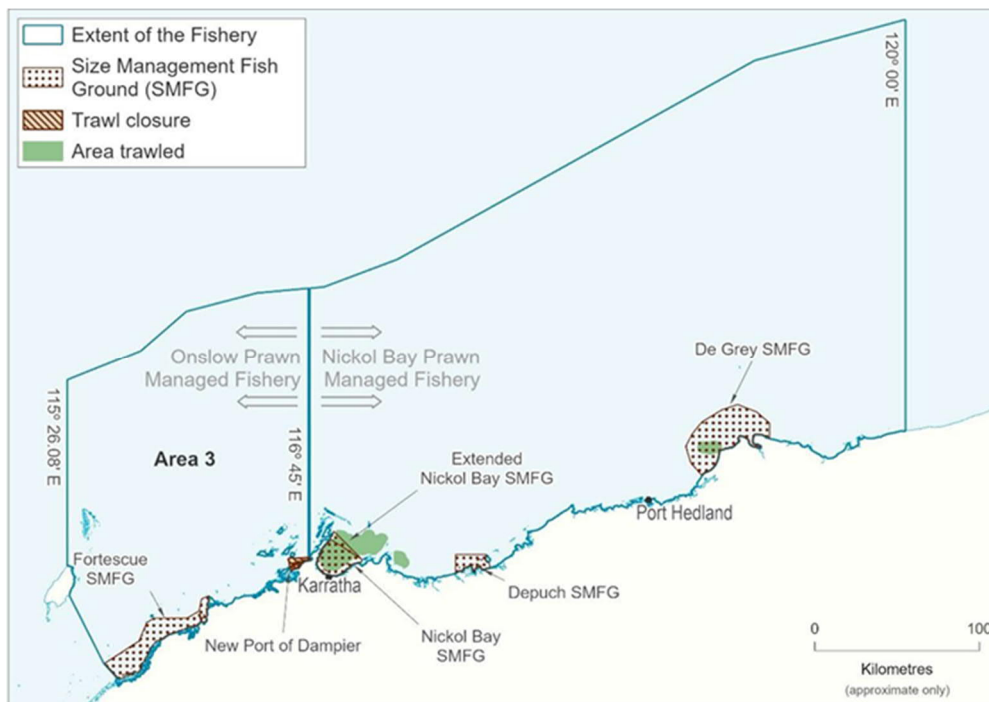 Extent of the Fishery
Size Management Fish
Ground (SMFG)
Trawl closure
Area trawled
120° 00' E
Onslow Prawn
Managed Fishery
Nickol Bay Prawn
Managed Fishery
De Grey SMFG
115° 26.08' E
116° 45' E
Area 3
Extended
Nickol Bay SMFG
Port Hedland
Fortescue
SMFG
Karratha
Depuch SMFG
New Port of Dampier
Nickol Bay
SMFG
0
100
Kilometres
(approximate only)